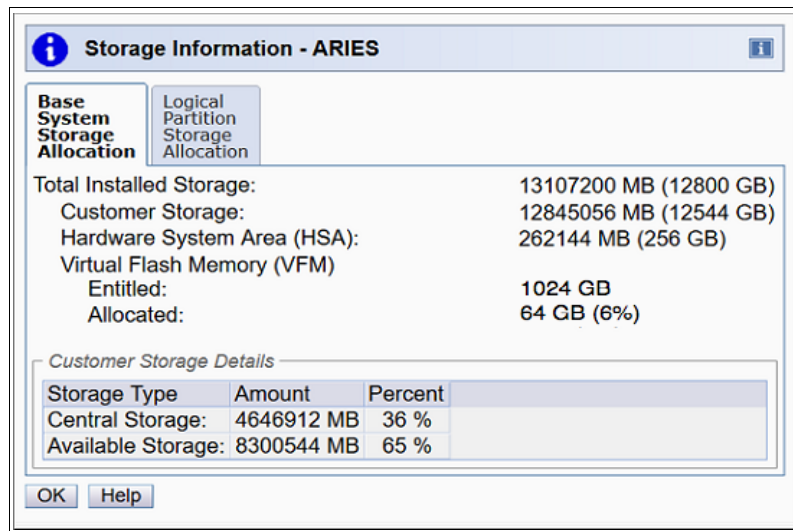 Storage Information - ARIES
Base System Storage Allocation
Logical Partition Storage Allocation
Total Installed Storage: 13107200 MB (12800 GB)
Customer Storage: 12845056 MB (12544 GB)
Hardware System Area (HSA): 262144 MB (256 GB)
Virtual Flash Memory (VFM)
Entitled: 1024 GB
Allocated: 64 GB (6%)
Customer Storage Details
Storage Type Amount Percent
Central Storage: 4646912 MB 36 %
Available Storage: 8300544 MB 65 %
OK Help